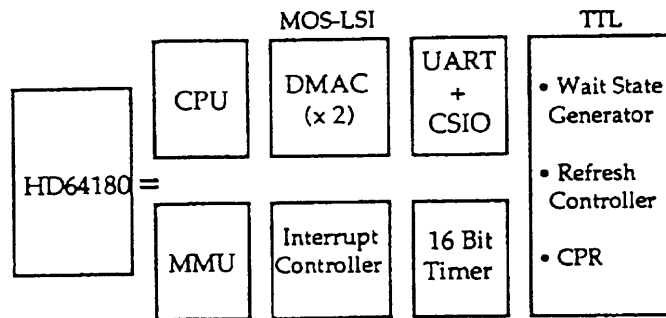 MOS-LSI
TTL
HD64180 =
CPU
DMAC
(x 2)
UART
+
CSIO
MMU
Interrupt
Controller
16 Bit
Timer
• Wait State
Generator
• Refresh
Controller
• CPR